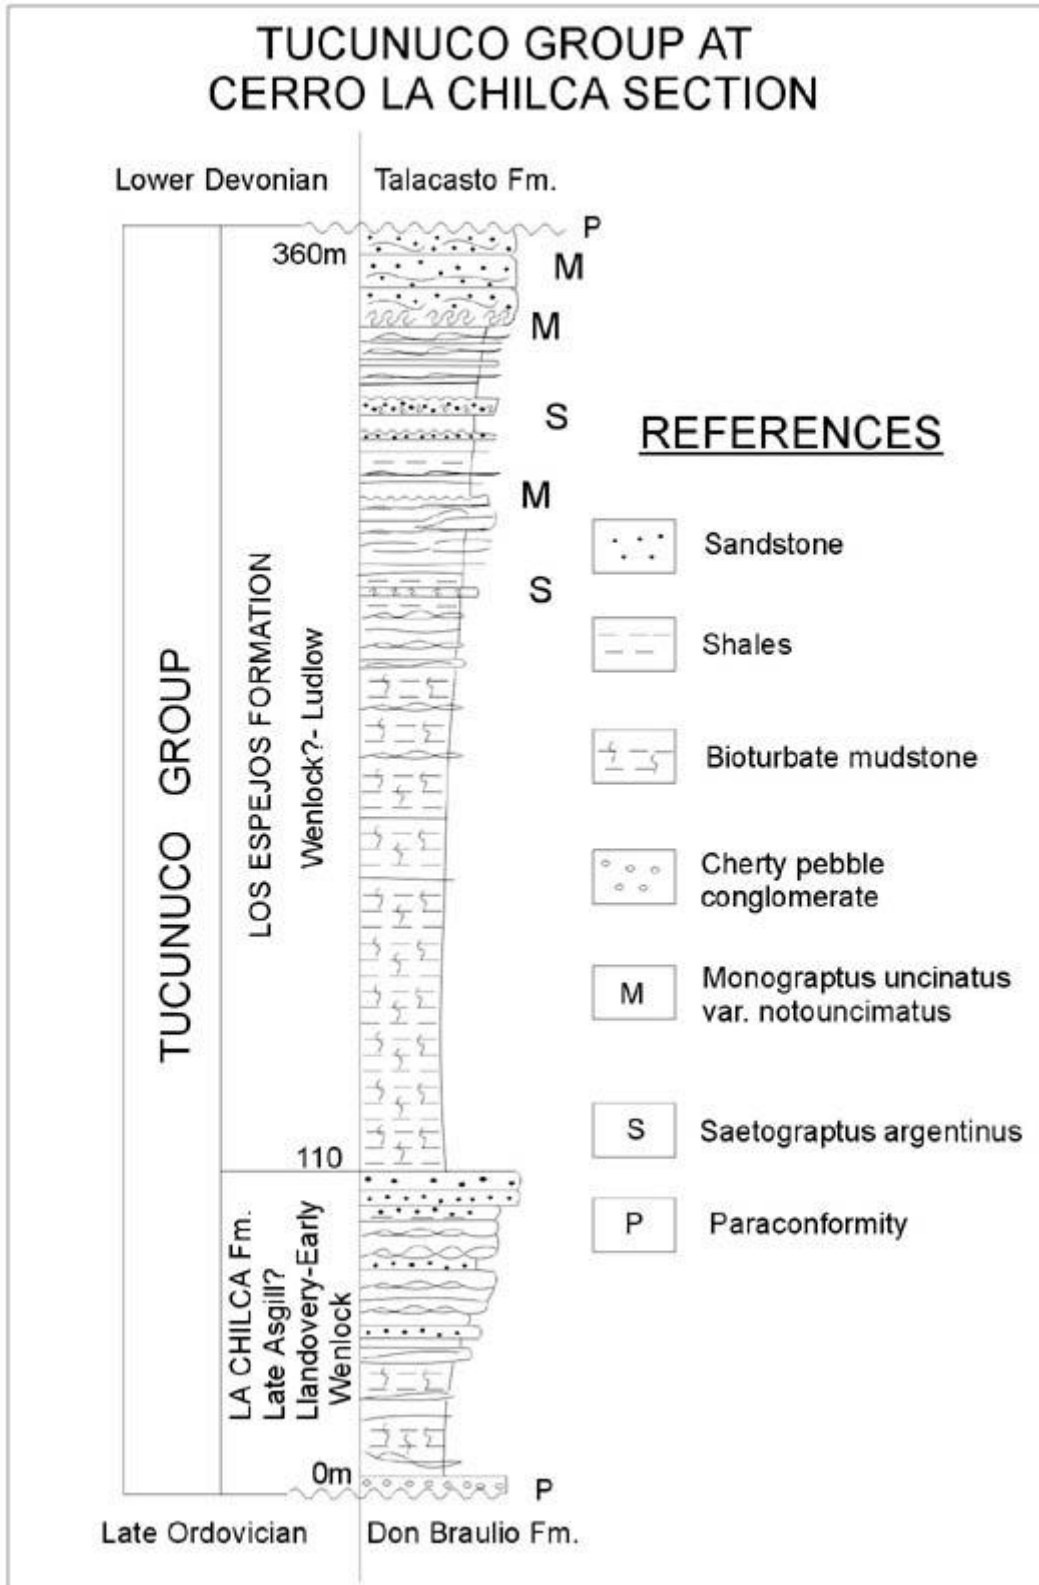 TUCUNUCO GROUP AT
CERRO LA CHILCA SECTION
Lower Devonian
Talacasto Fm.
P
360m
M
M
S
M
S
TUCUNUCO GROUP
LOS ESPEJOS FORMATION
Wenlock?- Ludlow
110
LA CHILCA Fm.
Late Asgill?
Llandovery-Early
Wenlock
0m
P
Late Ordovician
Don Braulio Fm.
REFERENCES
Sandstone
Shales
Bioturbate mudstone
Cherty pebble
conglomerate
M
Monograptus uncinatus
var. notouncimatus
S
Saetograptus argentinus
P
Paraconformity